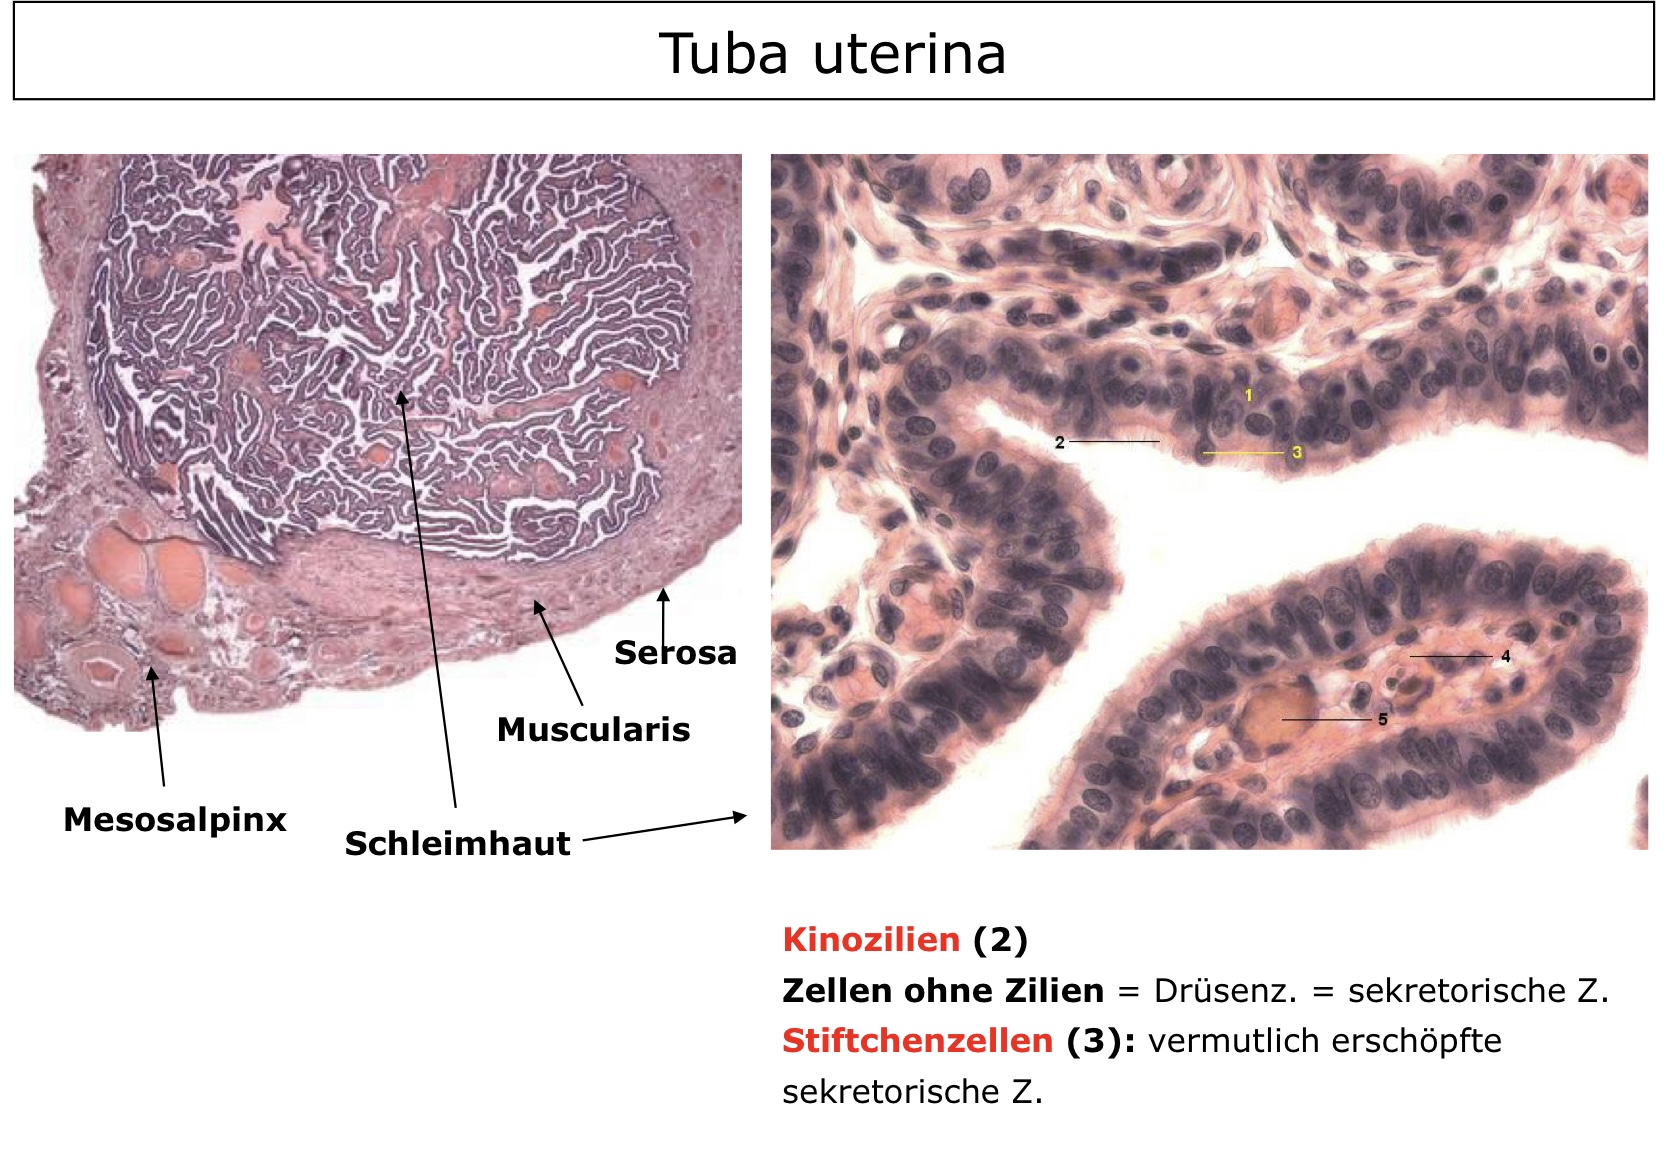 Tuba uterina
Serosa
Muscularis
Mesosalpinx
Schleimhaut
1
2
3
4
5
Kinozilien (2)
Zellen ohne Zilien = Drüsenz. = sekretorische Z.
Stiftchenzellen (3): vermutlich erschöpfte
sekretorische Z.